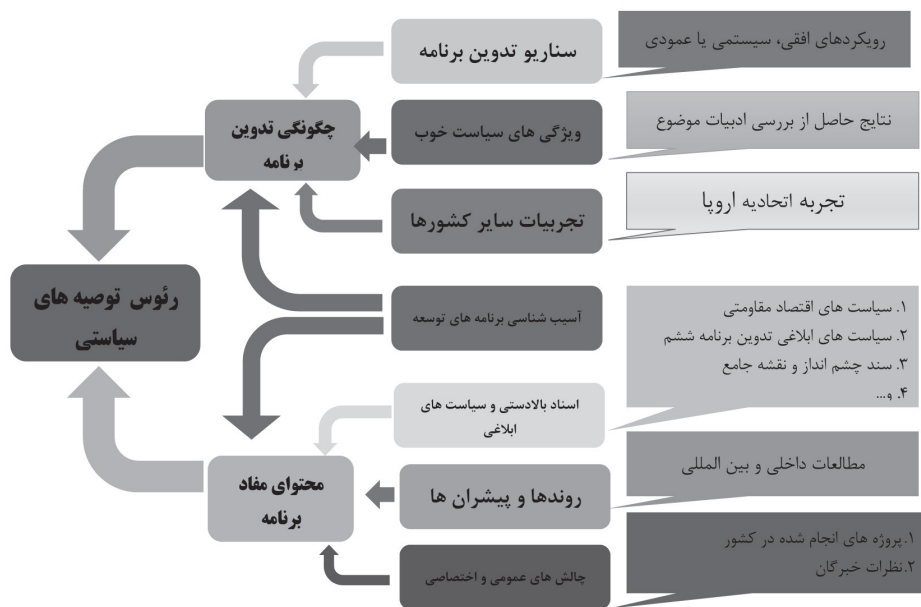 رویکردهای افقی، سیستمی یا عمودی
سناریو تدوین برنامه
نتایج حاصل از بررسی ادبیات موضوع
ویژگی های سیاست خوب
چگونگی تدوین
برنامه
تجربه اتحادیه اروپا
تجربیات سایر کشورها
رئوس توصیه های
سیاستی
آسیب شناسی برنامه های توسعه
۱. سیاست های اقتصاد مقاومتی
۲. سیاست های ابلاغی تدوین برنامه ششم
۳. سند چشم انداز و نقشه جامع
۴. و...
اسناد بالادستی و سیاست های
ابلاغی
مطالعات داخلی و بین المللی
روندها و پیشران ها
محتوای مفاد
برنامه
۱.پروژه های انجام شده در کشور
۲.نظرات خبرگان
چالش های عمومی و اختصاصی